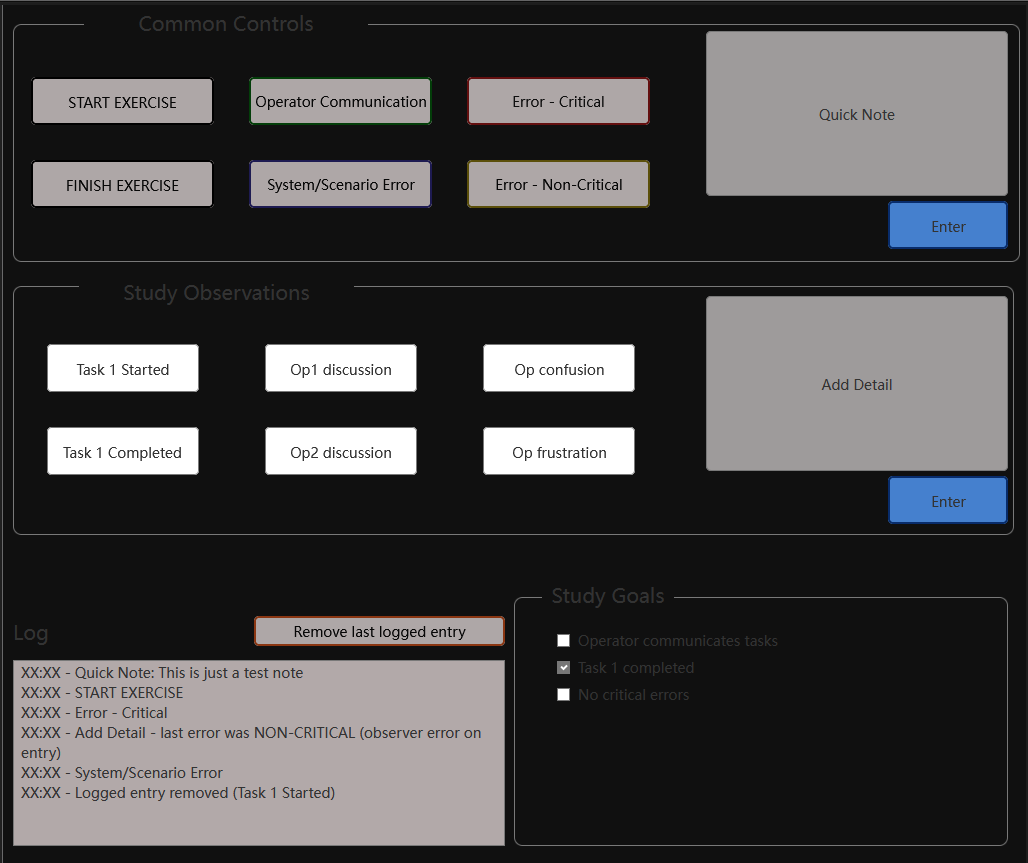 Common Controls
START EXERCISE
Operator Communication
Error - Critical
Quick Note
FINISH EXERCISE
System/Scenario Error
Error - Non-Critical
Enter
Study Observations
Task 1 Started
Op1 discussion
Op confusion
Add Detail
Task 1 Completed
Op2 discussion
Op frustration
Enter
Log
Remove last logged entry
XX:XX - Quick Note: This is just a test note
XX:XX - START EXERCISE
XX:XX - Error - Critical
XX:XX - Add Detail - last error was NON-CRITICAL (observer error on
entry)
XX:XX - System/Scenario Error
XX:XX - Logged entry removed (Task 1 Started)
Study Goals
Operator communicates tasks
Task 1 completed
No critical errors